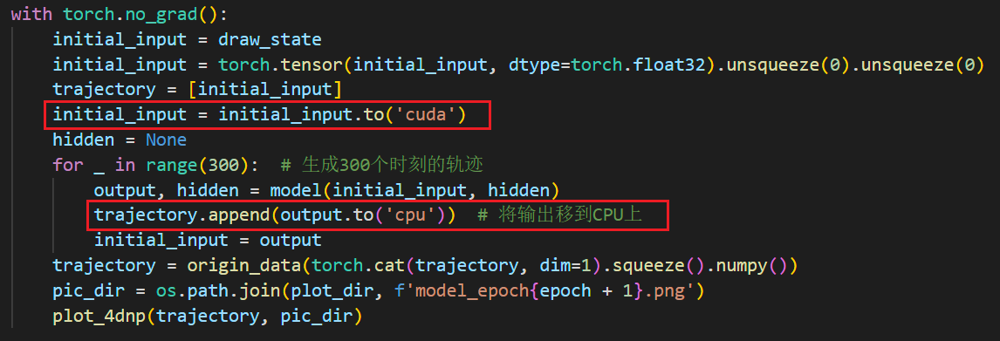 with torch.no_grad():
initial_input = draw_state
initial_input = torch.tensor(initial_input, dtype=torch.float32).unsqueeze(0).unsqueeze(0)
trajectory = [initial_input]
initial_input = initial_input.to('cuda')
hidden = None
for _ in range(300):  # 生成300个时刻的轨迹
output, hidden = model(initial_input, hidden)
trajectory.append(output.to('cpu'))  # 将输出移到CPU上
initial_input = output
trajectory = origin_data(torch.cat(trajectory, dim=1).squeeze().numpy())
pic_dir = os.path.join(plot_dir, f'model_epoch{epoch + 1}.png')
plot_4dnp(trajectory, pic_dir)